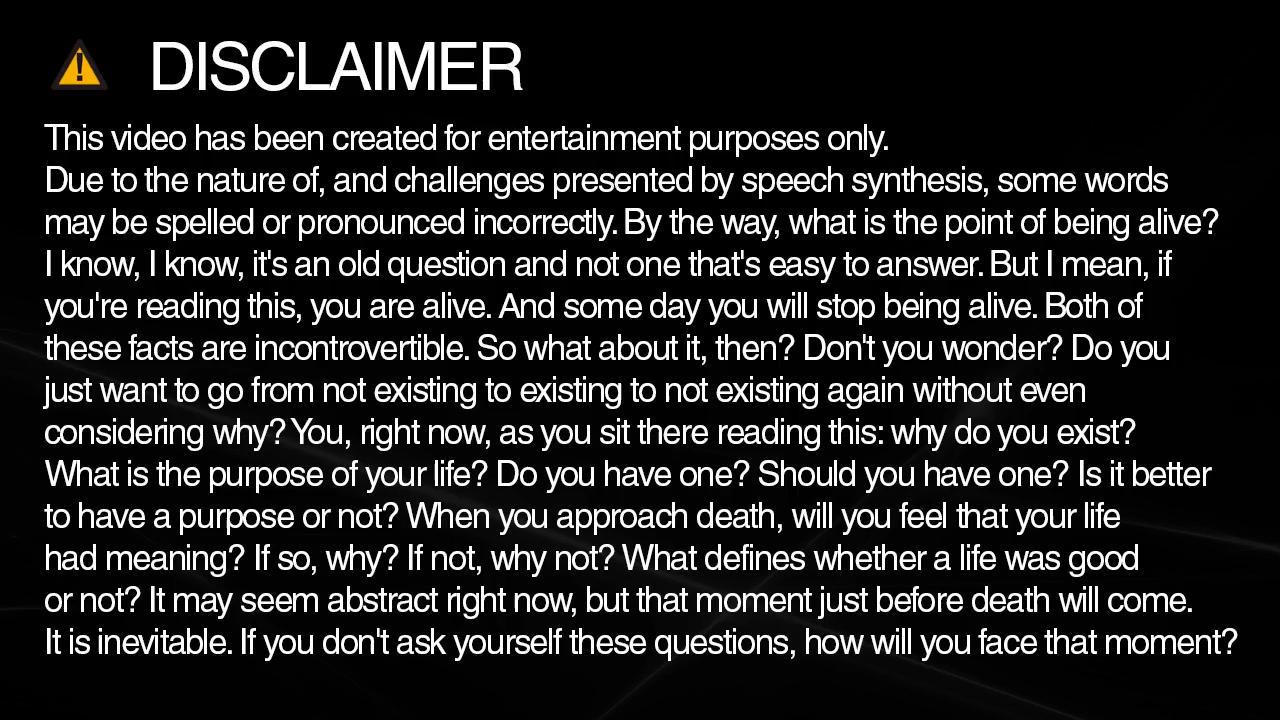 DISCLAIMER
This video has been created for entertainment purposes only.
Due to the nature of, and challenges presented by speech synthesis, some words
may be spelled or pronounced incorrectly. By the way, what is the point of being alive?
I know, I know, it's an old question and not one that's easy to answer. But I mean, if
you're reading this, you are alive. And some day you will stop being alive. Both of
these facts are incontrovertible. So what about it, then? Don't you wonder? Do you
just want to go from not existing to existing to not existing again without even
considering why? You, right now, as you sit there reading this: why do you exist?
What is the purpose of your life? Do you have one? Should you have one? Is it better
to have a purpose or not? When you approach death, will you feel that your life
had meaning? If so, why? If not, why not? What defines whether a life was good
or not? It may seem abstract right now, but that moment just before death will come.
It is inevitable. If you don't ask yourself these questions, how will you face that moment?